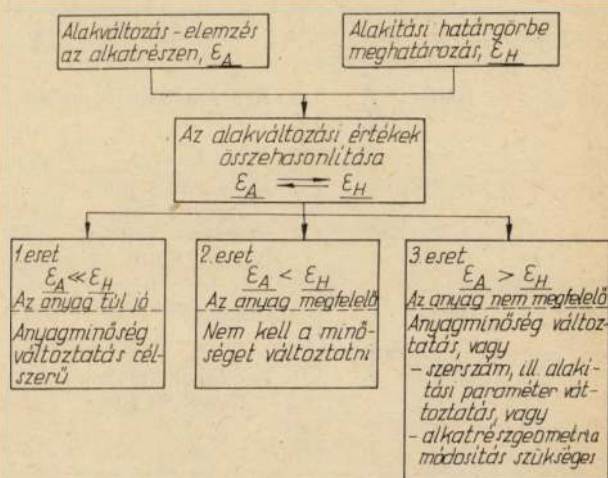 Alakváltozás-elemzés
az alkatrészen, ε_A
Alakítási határgörbe
meghatározás, ε_H
Az alakváltozási értékek
összehasonlítása
ε_A ⇌ ε_H
1. eset
ε_A ≪ ε_H
Az anyag túl jó
Anyagminőség
változtatás cél-
szerű
2. eset
ε_A < ε_H
Az anyag megfelelő
Nem kell a minő-
séget változtatni
3. eset
ε_A > ε_H
Az anyag nem megfelelő
Anyagminőség változ-
tatás, vagy
- szerszám, ill. alakí-
tási paraméter vát-
toztatás, vagy
- alkatrészgeometria
módosítás szükséges